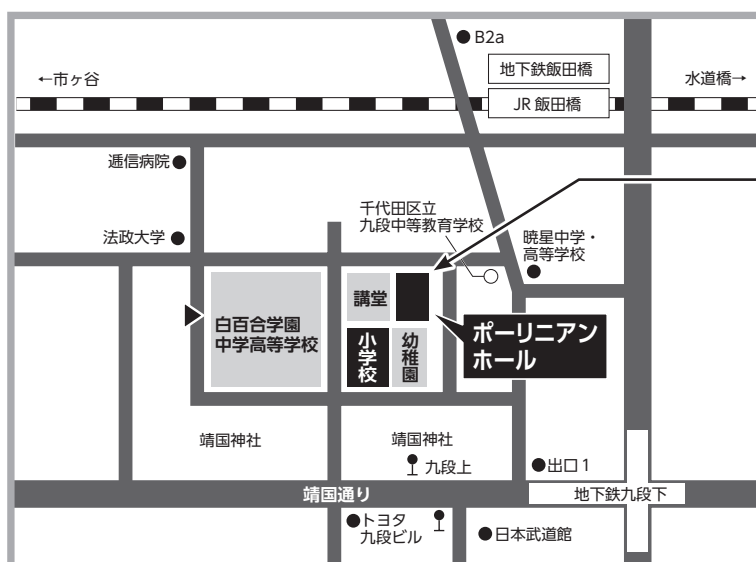 B2a
地下鉄飯田橋
←市ヶ谷
水道橋→
JR 飯田橋
逓信病院
千代田区立
九段中等教育学校
法政大学
暁星中学・
高等学校
講堂
白百合学園
中学高等学校
小学校
幼稚園
ポーリニアン
ホール
靖国神社
靖国神社
九段上
出口1
靖国通り
地下鉄九段下
トヨタ
九段ビル
日本武道館